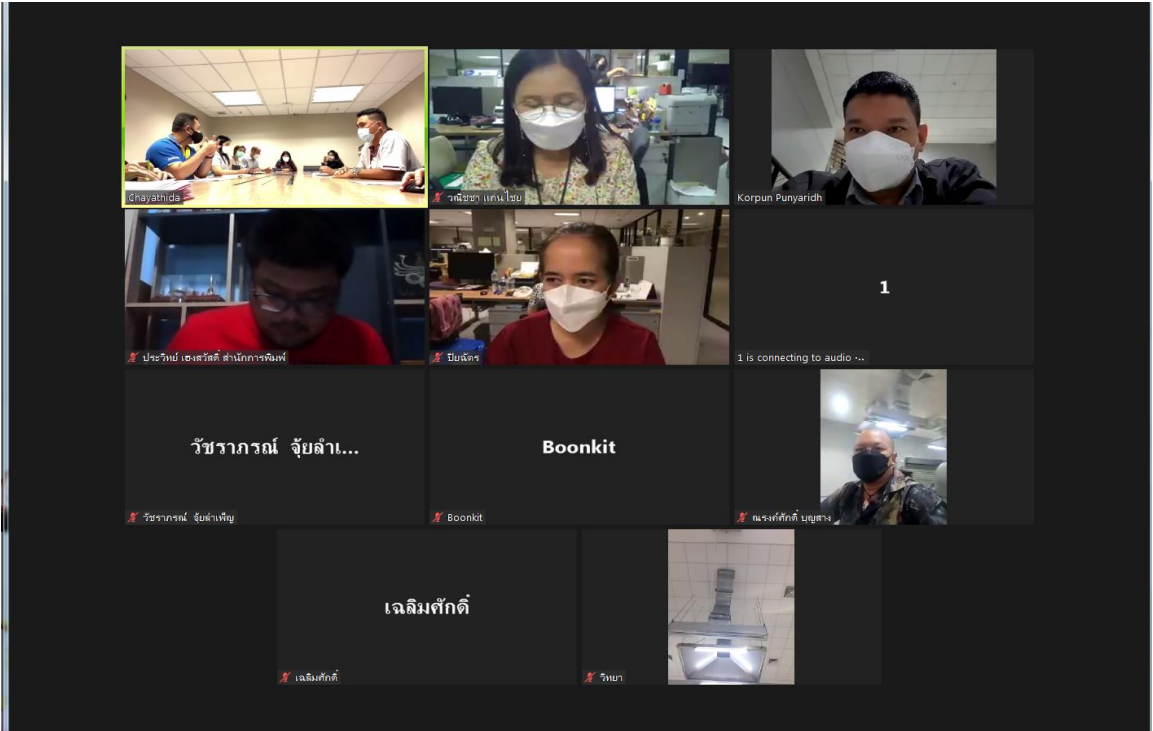 Chayathida
วณิชชา แถนไชย
Korpun Punyaridh
ประวิทย์ เฮงสวัสดิ์ สำนักการพิมพ์
ปิยฉัตร
1
1 is connecting to audio ·..
วัชราภรณ์ จุ้ยลำเ...
วัชราภรณ์ จุ้ยลำเพ็ญ
Boonkit
Boonkit
ณรงค์ศักดิ์ บุญสาง
เฉลิมศักดิ์
เฉลิมศักดิ์
วิทยา